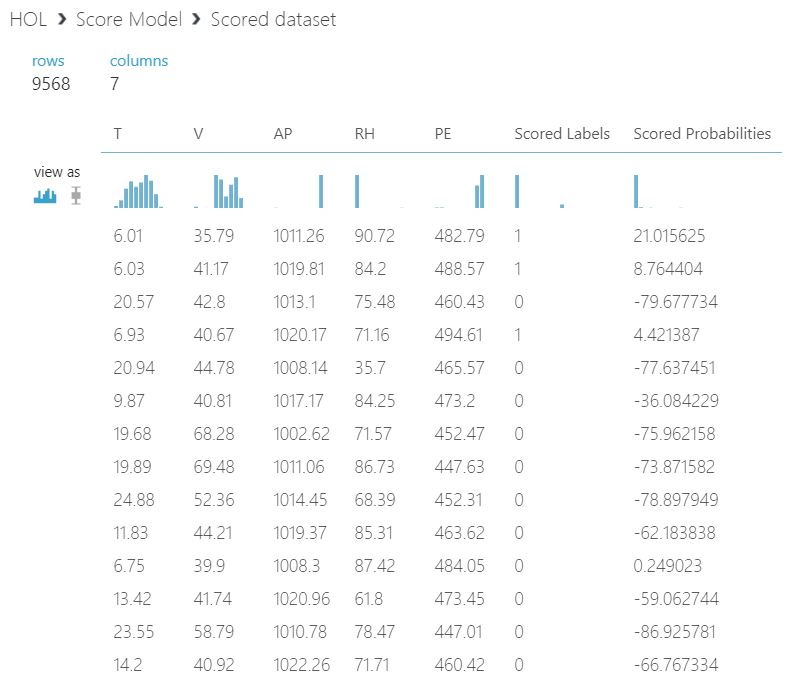 HOL > Score Model > Scored dataset
rows columns
9568 7
T V AP RH PE Scored Labels Scored Probabilities
view as
6.01 35.79 1011.26 90.72 482.79 1 21.015625
6.03 41.17 1019.81 84.2 488.57 1 8.764404
20.57 42.8 1013.1 75.48 460.43 0 -79.677734
6.93 40.67 1020.17 71.16 494.61 1 4.421387
20.94 44.78 1008.14 35.7 465.57 0 -77.637451
9.87 40.81 1017.17 84.25 473.2 0 -36.084229
19.68 68.28 1002.62 71.57 452.47 0 -75.962158
19.89 69.48 1011.06 86.73 447.63 0 -73.871582
24.88 52.36 1014.45 68.39 452.31 0 -78.897949
11.83 44.21 1019.37 85.31 463.62 0 -62.183838
6.75 39.9 1008.3 87.42 484.05 0 0.249023
13.42 41.74 1020.96 61.8 473.45 0 -59.062744
23.55 58.79 1010.78 78.47 447.01 0 -86.925781
14.2 40.92 1022.26 71.71 460.42 0 -66.767334